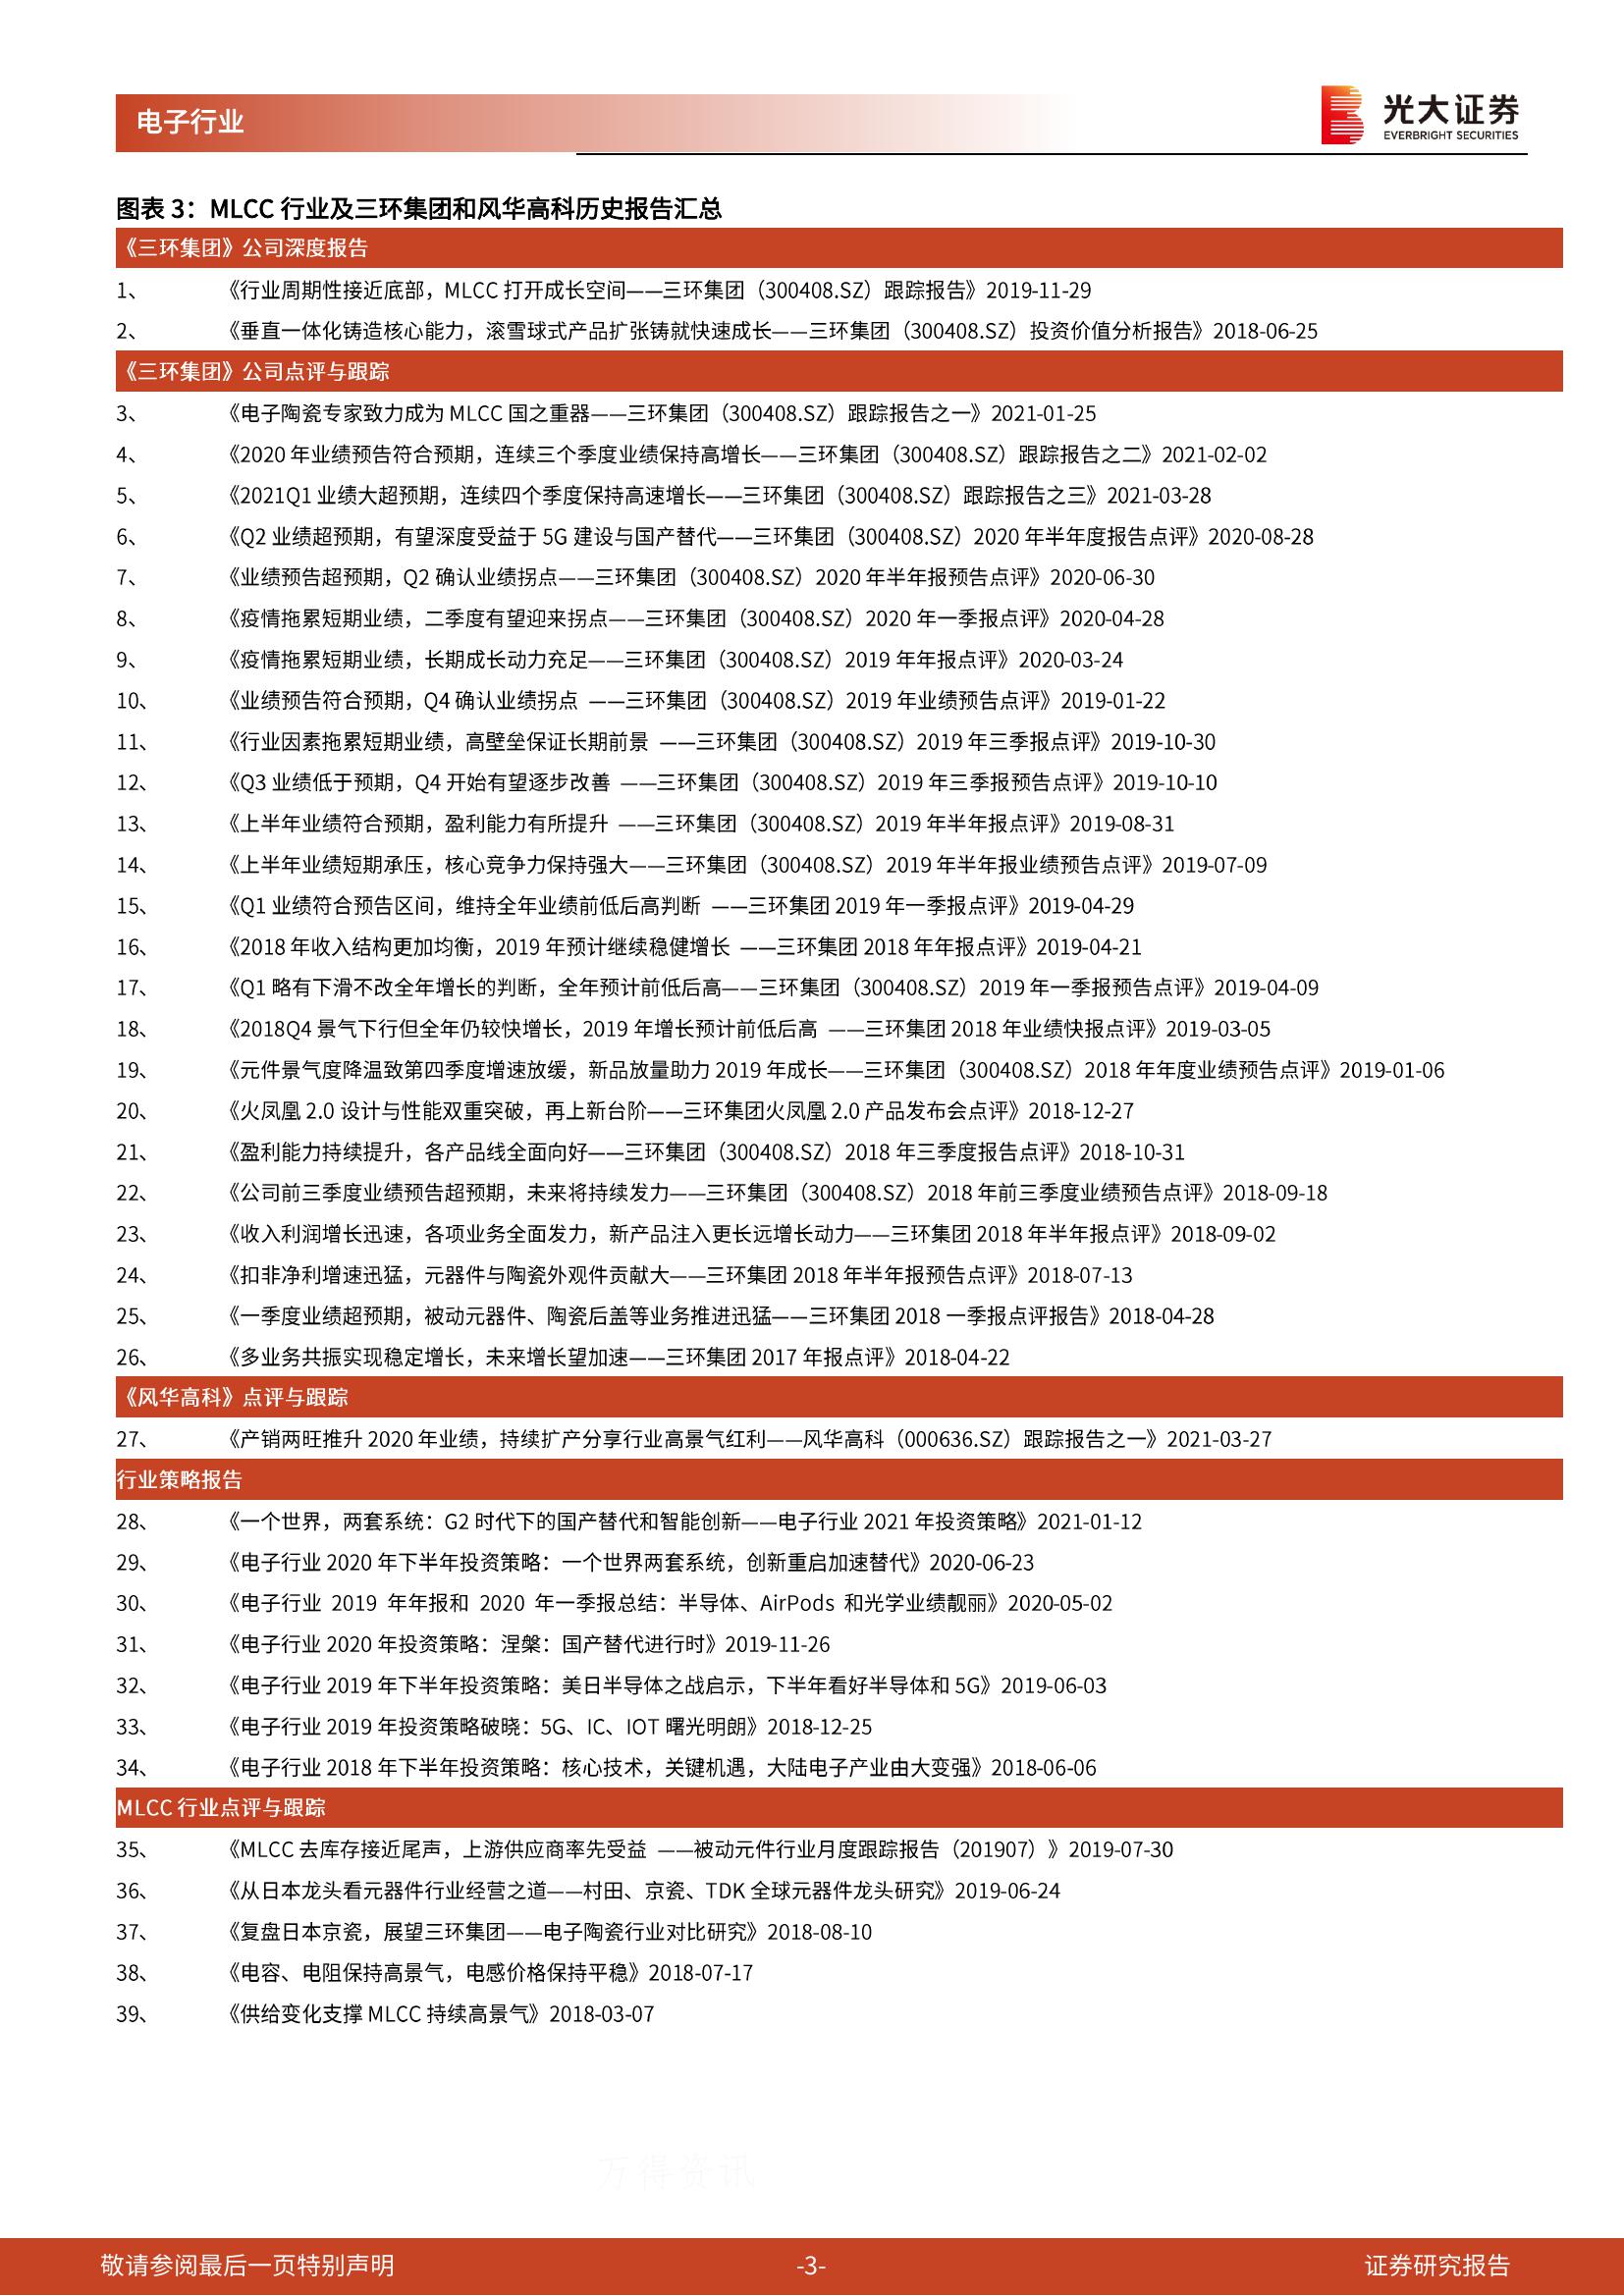 电子行业
光大证券
EVERBRIGHT SECURITIES
图表 3：MLCC 行业及三环集团和风华高科历史报告汇总
《三环集团》公司深度报告
1、 《行业周期性接近底部，MLCC 打开成长空间——三环集团（300408.SZ）跟踪报告》2019-11-29
2、 《垂直一体化铸造核心能力，滚雪球式产品扩张铸就快速成长——三环集团（300408.SZ）投资价值分析报告》2018-06-25
《三环集团》公司点评与跟踪
3、 《电子陶瓷专家致力成为 MLCC 国之重器——三环集团（300408.SZ）跟踪报告之一》2021-01-25
4、 《2020 年业绩预告符合预期，连续三个季度业绩保持高增长——三环集团（300408.SZ）跟踪报告之二》2021-02-02
5、 《2021Q1 业绩大超预期，连续四个季度保持高速增长——三环集团（300408.SZ）跟踪报告之三》2021-03-28
6、 《Q2 业绩超预期，有望深度受益于 5G 建设与国产替代——三环集团（300408.SZ）2020 年半年度报告点评》2020-08-28
7、 《业绩预告超预期，Q2 确认业绩拐点——三环集团（300408.SZ）2020 年半年报预告点评》2020-06-30
8、 《疫情拖累短期业绩，二季度有望迎来拐点——三环集团（300408.SZ）2020 年一季报点评》2020-04-28
9、 《疫情拖累短期业绩，长期成长动力充足——三环集团（300408.SZ）2019 年年报点评》2020-03-24
10、 《业绩预告符合预期，Q4 确认业绩拐点 ——三环集团（300408.SZ）2019 年业绩预告点评》2019-01-22
11、 《行业因素拖累短期业绩，高壁垒保证长期前景 ——三环集团（300408.SZ）2019 年三季报点评》2019-10-30
12、 《Q3 业绩低于预期，Q4 开始有望逐步改善 ——三环集团（300408.SZ）2019 年三季报预告点评》2019-10-10
13、 《上半年业绩符合预期，盈利能力有所提升 ——三环集团（300408.SZ）2019 年半年报点评》2019-08-31
14、 《上半年业绩短期承压，核心竞争力保持强大——三环集团（300408.SZ）2019 年半年报业绩预告点评》2019-07-09
15、 《Q1 业绩符合预告区间，维持全年业绩前低后高判断 ——三环集团 2019 年一季报点评》2019-04-29
16、 《2018 年收入结构更加均衡，2019 年预计继续稳健增长 ——三环集团 2018 年年报点评》2019-04-21
17、 《Q1 略有下滑不改全年增长的判断，全年预计前低后高——三环集团（300408.SZ）2019 年一季报预告点评》2019-04-09
18、 《2018Q4 景气下行但全年仍较快增长，2019 年增长预计前低后高 ——三环集团 2018 年业绩快报点评》2019-03-05
19、 《元件景气度降温致第四季度增速放缓，新品放量助力 2019 年成长——三环集团（300408.SZ）2018 年年度业绩预告点评》2019-01-06
20、 《火凤凰 2.0 设计与性能双重突破，再上新台阶——三环集团火凤凰 2.0 产品发布会点评》2018-12-27
21、 《盈利能力持续提升，各产品线全面向好——三环集团（300408.SZ）2018 年三季度报告点评》2018-10-31
22、 《公司前三季度业绩预告超预期，未来将持续发力——三环集团（300408.SZ）2018 年前三季度业绩预告点评》2018-09-18
23、 《收入利润增长迅速，各项业务全面发力，新产品注入更长远增长动力——三环集团 2018 年半年报点评》2018-09-02
24、 《扣非净利增速迅猛，元器件与陶瓷外观件贡献大——三环集团 2018 年半年报预告点评》2018-07-13
25、 《一季度业绩超预期，被动元器件、陶瓷后盖等业务推进迅猛——三环集团 2018 一季报点评报告》2018-04-28
26、 《多业务共振实现稳定增长，未来增长望加速——三环集团 2017 年报点评》2018-04-22
《风华高科》点评与跟踪
27、 《产销两旺推升 2020 年业绩，持续扩产分享行业高景气红利——风华高科（000636.SZ）跟踪报告之一》2021-03-27
行业策略报告
28、 《一个世界，两套系统：G2 时代下的国产替代和智能创新——电子行业 2021 年投资策略》2021-01-12
29、 《电子行业 2020 年下半年投资策略：一个世界两套系统，创新重启加速替代》2020-06-23
30、 《电子行业 2019 年年报和 2020 年一季报总结：半导体、AirPods 和光学业绩靓丽》2020-05-02
31、 《电子行业 2020 年投资策略：涅槃：国产替代进行时》2019-11-26
32、 《电子行业 2019 年下半年投资策略：美日半导体之战启示，下半年看好半导体和 5G》2019-06-03
33、 《电子行业 2019 年投资策略破晓：5G、IC、IOT 曙光明朗》2018-12-25
34、 《电子行业 2018 年下半年投资策略：核心技术，关键机遇，大陆电子产业由大变强》2018-06-06
MLCC 行业点评与跟踪
35、 《MLCC 去库存接近尾声，上游供应商率先受益 ——被动元件行业月度跟踪报告（201907）》2019-07-30
36、 《从日本龙头看元器件行业经营之道——村田、京瓷、TDK 全球元器件龙头研究》2019-06-24
37、 《复盘日本京瓷，展望三环集团——电子陶瓷行业对比研究》2018-08-10
38、 《电容、电阻保持高景气，电感价格保持平稳》2018-07-17
39、 《供给变化支撑 MLCC 持续高景气》2018-03-07
万得资讯
敬请参阅最后一页特别声明 -3- 证券研究报告